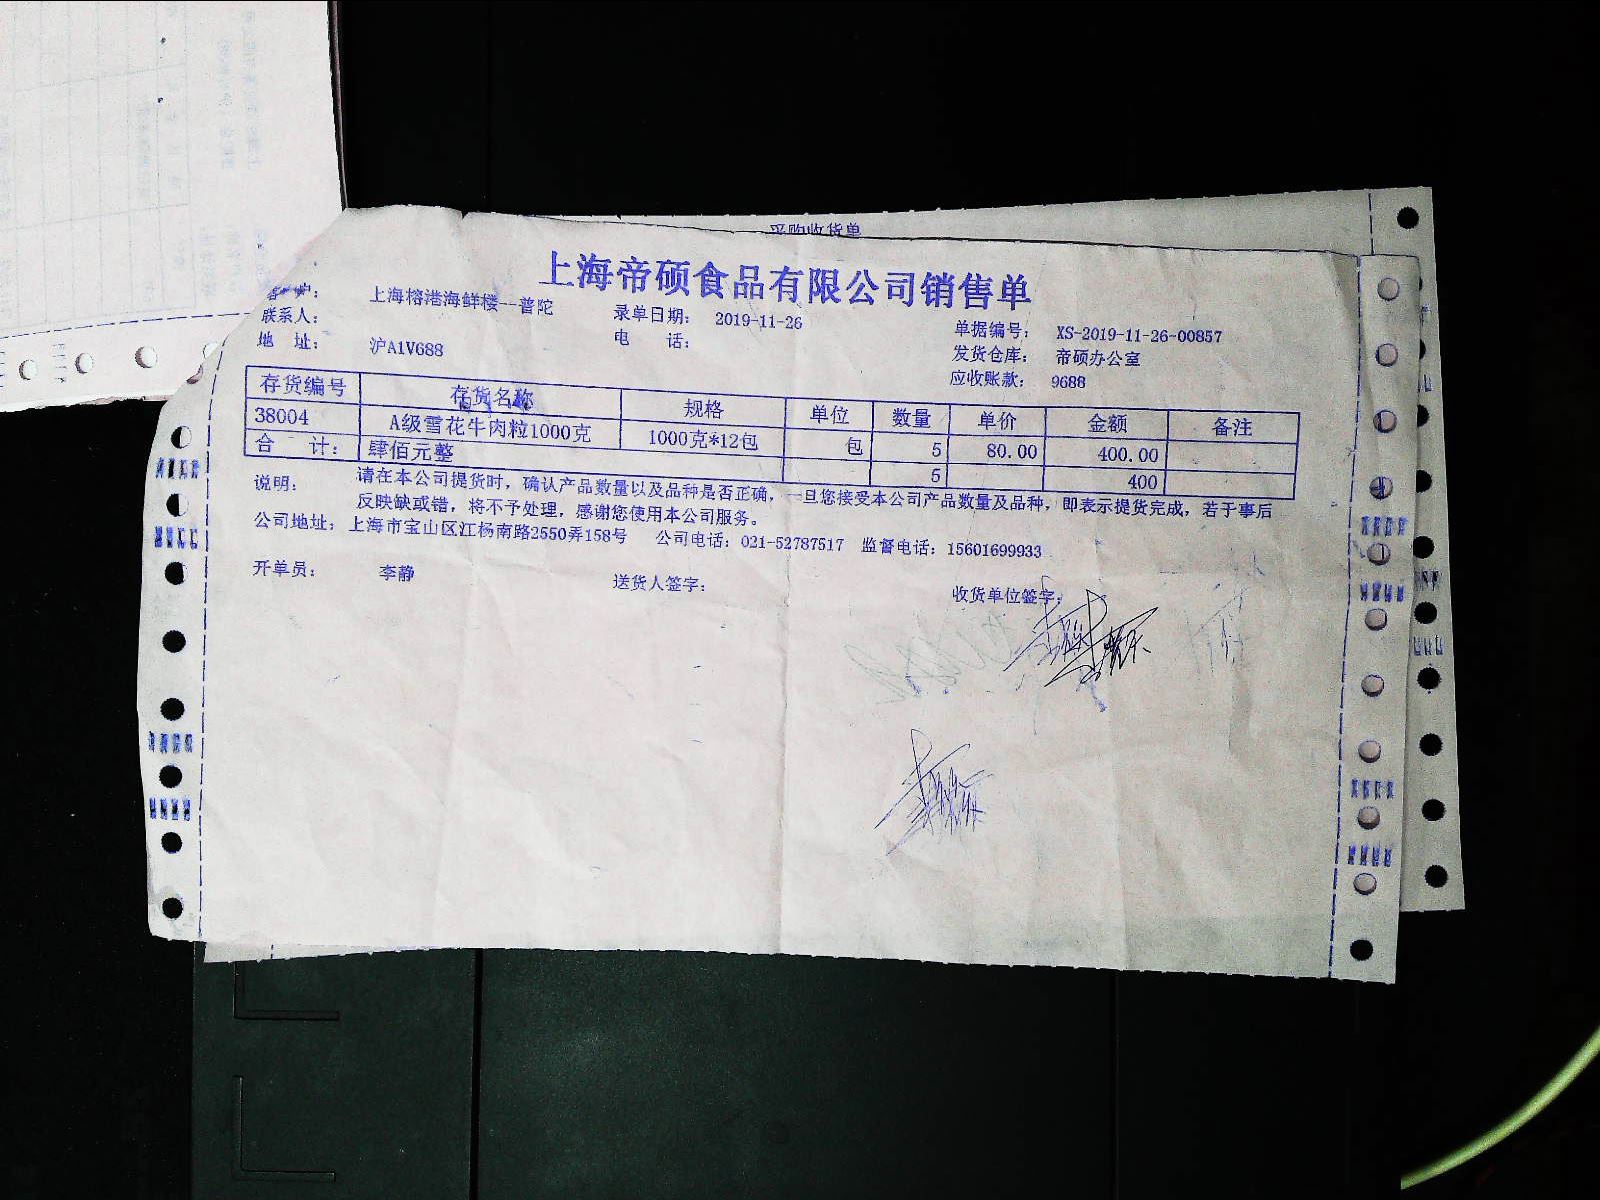 采购收货单
上海帝硕食品有限公司销售单
客 户： 上海榕港海鲜楼--普陀 录单日期： 2019-11-26 单据编号： XS-2019-11-26-00857
联系人： 电 话： 发货仓库： 帝硕办公室
地 址： 沪A1V688 应收账款： 9688
存货编号 存货名称 规格 单位 数量 单价 金额 备注
38004 A级雪花牛肉粒1000克 1000克*12包 包 5 80.00 400.00
合 计： 肆佰元整 5 400
说明： 请在本公司提货时，确认产品数量以及品种是否正确，一旦您接受本公司产品数量及品种，即表示提货完成，若于事后
反映缺或错，将不予处理，感谢您使用本公司服务。
公司地址：上海市宝山区江杨南路2550弄158号 公司电话：021-52787517 监督电话：15601699933
开单员： 李静 送货人签字： 收货单位签字：